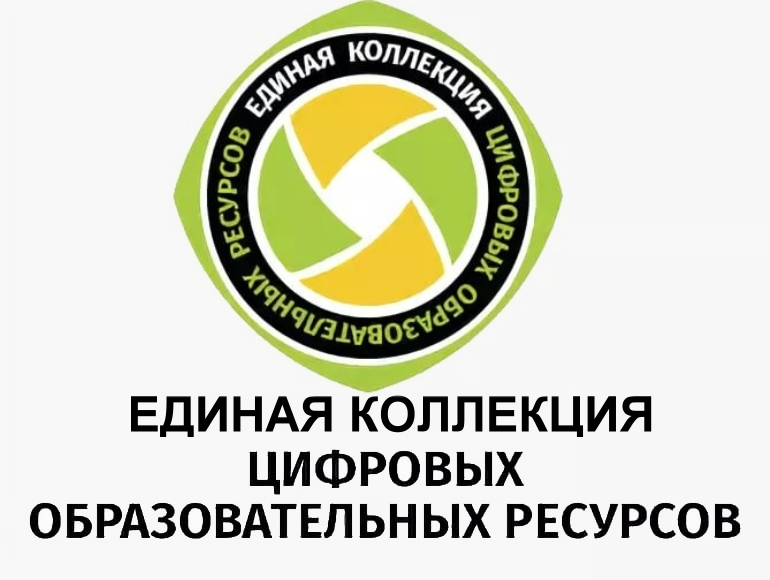 ЕДИНАЯ КОЛЛЕКЦИЯ ЦИФРОВЫХ ОБРАЗОВАТЕЛЬНЫХ РЕСУРСОВ
ЕДИНАЯ КОЛЛЕКЦИЯ
ЦИФРОВЫХ
ОБРАЗОВАТЕЛЬНЫХ РЕСУРСОВ